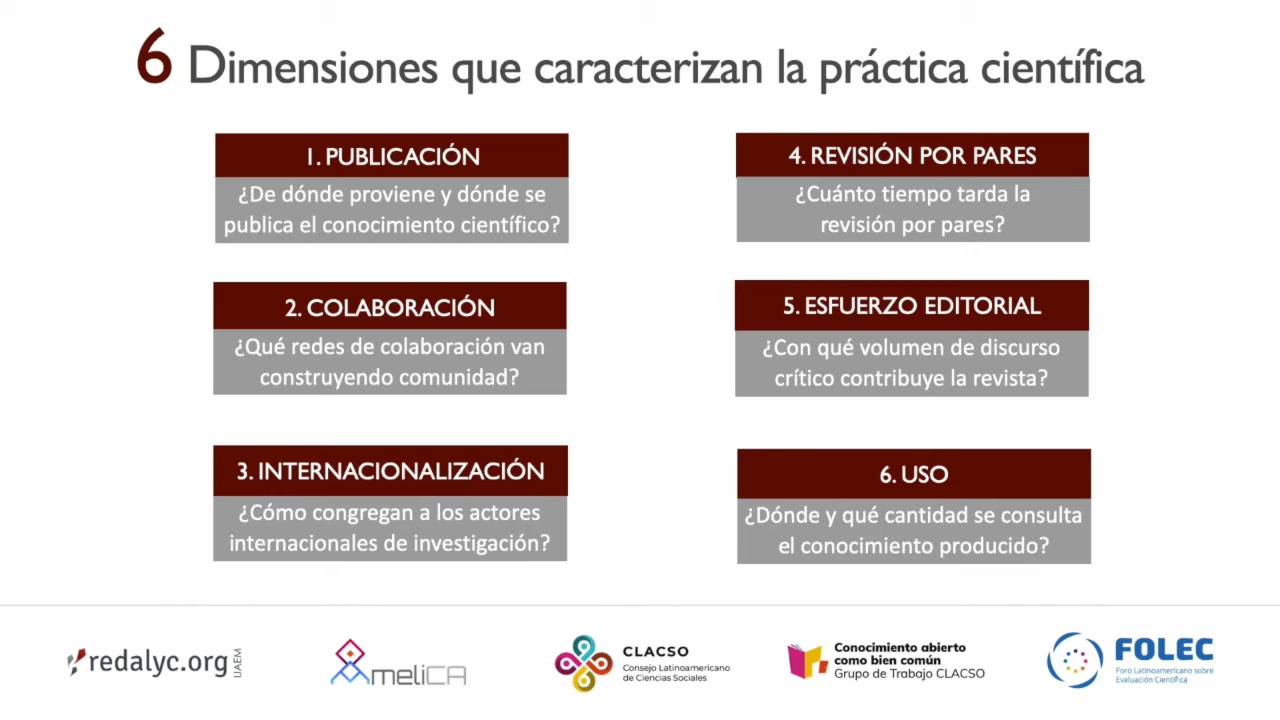 6 Dimensiones que caracterizan la práctica científica
1. PUBLICACIÓN
¿De dónde proviene y dónde se
publica el conocimiento científico?
2. COLABORACIÓN
¿Qué redes de colaboración van
construyendo comunidad?
3. INTERNACIONALIZACIÓN
¿Cómo congregan a los actores
internacionales de investigación?
4. REVISIÓN POR PARES
¿Cuánto tiempo tarda la
revisión por pares?
5. ESFUERZO EDITORIAL
¿Con qué volumen de discurso
crítico contribuye la revista?
6. USO
¿Dónde y qué cantidad se consulta
el conocimiento producido?
redalyc.org
UAEM
AmeliCA
CLACSO
Consejo Latinoamericano
de Ciencias Sociales
Conocimiento abierto
como bien común
Grupo de Trabajo CLACSO
FOLEC
Foro Latinoamericano sobre
Evaluación Científica